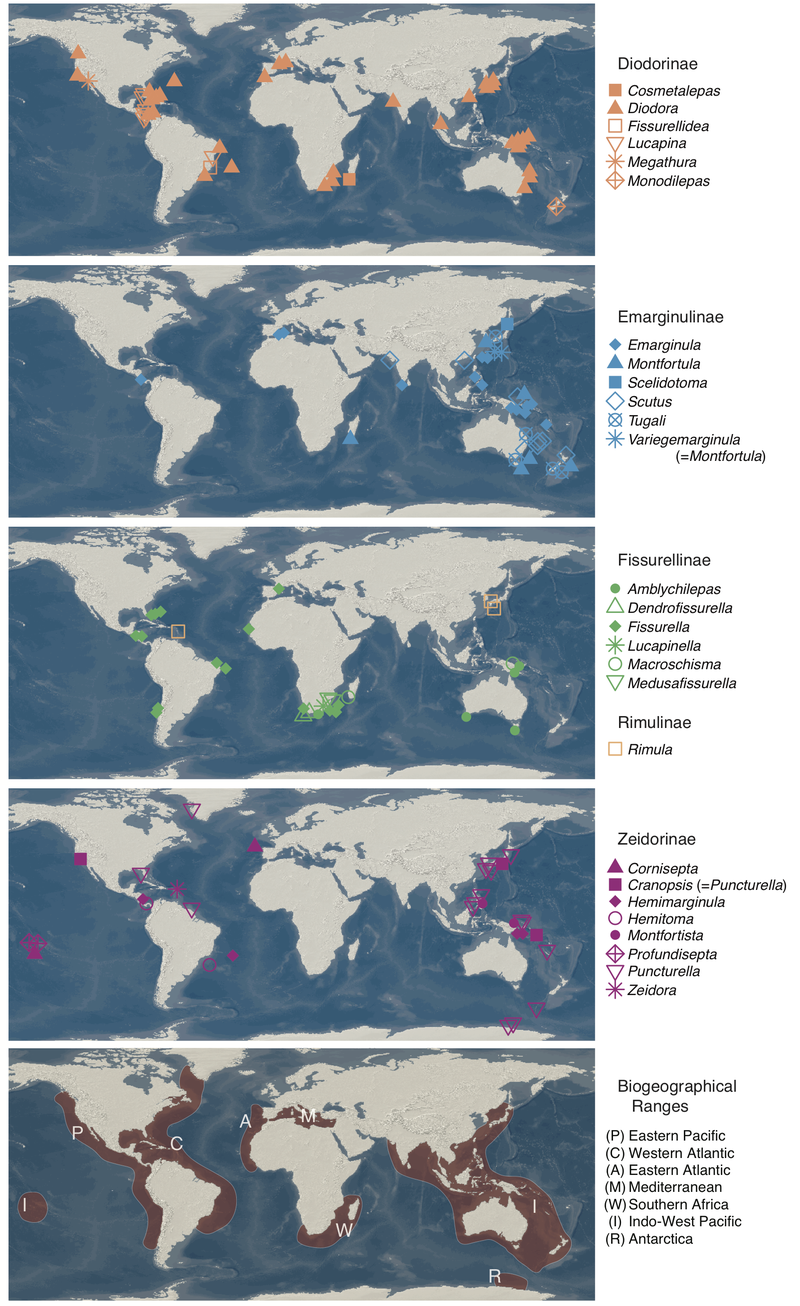 Diodorinae
Cosmetalepas
Diodora
Fissurellidea
Lucapina
Megathura
Monodilepas
Emarginulinae
Emarginula
Montfortula
Scelidotoma
Scutus
Tugali
Variegemarginula
(=Montfortula)
Fissurellinae
Amblychilepas
Dendrofissurella
Fissurella
Lucapinella
Macroschisma
Medusafissurella
Rimulinae
Rimula
Zeidorinae
Cornisepta
Cranopsis (=Puncturella)
Hemimarginula
Hemitoma
Montfortista
Profundisepta
Puncturella
Zeidora
P
C
A
M
I
W
I
R
Biogeographical
Ranges
(P) Eastern Pacific
(C) Western Atlantic
(A) Eastern Atlantic
(M) Mediterranean
(W) Southern Africa
(I) Indo-West Pacific
(R) Antarctica